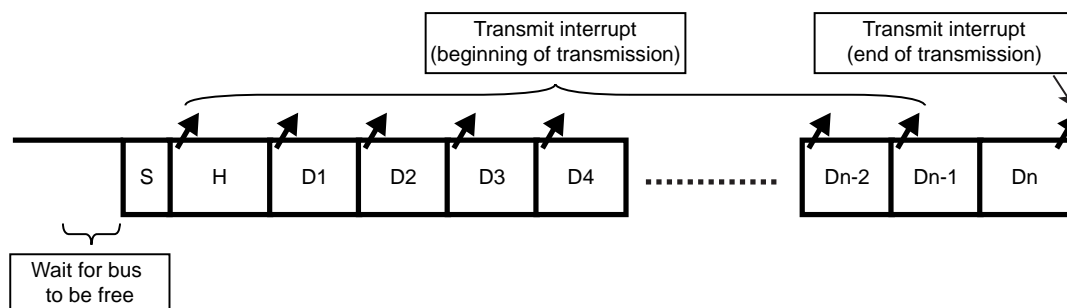 Transmit interrupt
(beginning of transmission)
Transmit interrupt
(end of transmission)
S H D1 D2 D3 D4 Dn-2 Dn-1 Dn
Wait for bus
to be free